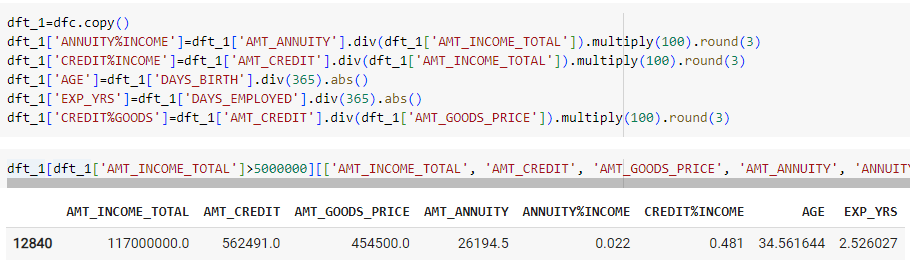 dft_1=dfc.copy()
dft_1['ANNUITY%INCOME']=dft_1['AMT_ANNUITY'].div(dft_1['AMT_INCOME_TOTAL']).multiply(100).round(3)
dft_1['CREDIT%INCOME']=dft_1['AMT_CREDIT'].div(dft_1['AMT_INCOME_TOTAL']).multiply(100).round(3)
dft_1['AGE']=dft_1['DAYS_BIRTH'].div(365).abs()
dft_1['EXP_YRS']=dft_1['DAYS_EMPLOYED'].div(365).abs()
dft_1['CREDIT%GOODS']=dft_1['AMT_CREDIT'].div(dft_1['AMT_GOODS_PRICE']).multiply(100).round(3)
dft_1[dft_1['AMT_INCOME_TOTAL']>5000000][['AMT_INCOME_TOTAL', 'AMT_CREDIT', 'AMT_GOODS_PRICE', 'AMT_ANNUITY', 'ANNUITY
AMT_INCOME_TOTAL AMT_CREDIT AMT_GOODS_PRICE AMT_ANNUITY ANNUITY%INCOME CREDIT%INCOME AGE EXP_YRS
12840 117000000.0 562491.0 454500.0 26194.5 0.022 0.481 34.561644 2.526027